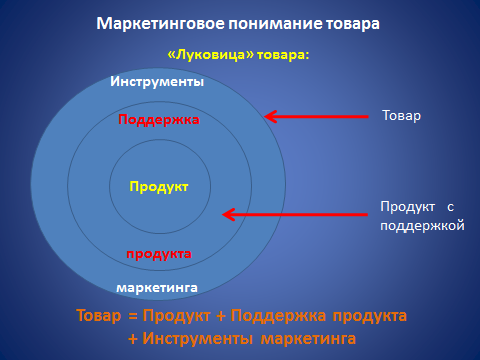 Маркетинговое понимание товара
«Луковица» товара:
Инструменты
Поддержка
Продукт
продукта
маркетинга
Товар
Продукт с
поддержкой
Товар = Продукт + Поддержка продукта
+ Инструменты маркетинга